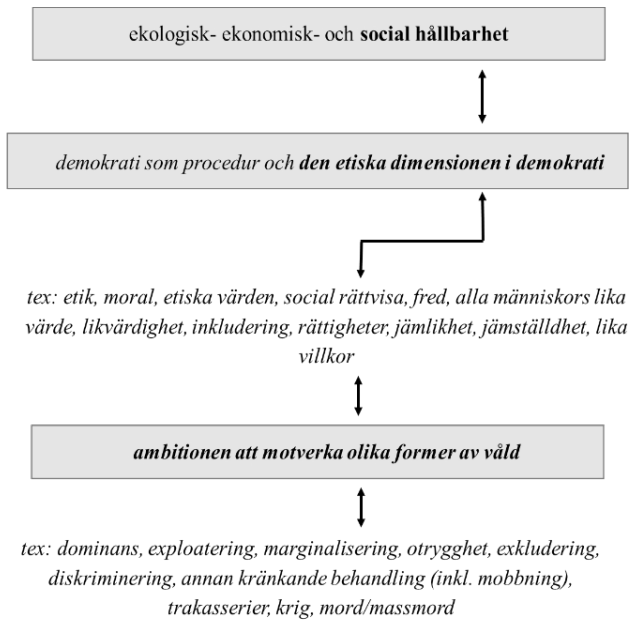 ekologisk- ekonomisk- och social hållbarhet
demokrati som procedur och den etiska dimensionen i demokrati
tex: etik, moral, etiska värden, social rättvisa, fred, alla människors lika
värde, likvärdighet, inkludering, rättigheter, jämlikhet, jämställdhet, lika
villkor
ambitionen att motverka olika former av våld
tex: dominans, exploatering, marginalisering, otrygghet, exkludering,
diskriminering, annan kränkande behandling (inkl. mobbning),
trakasserier, krig, mord/massmord